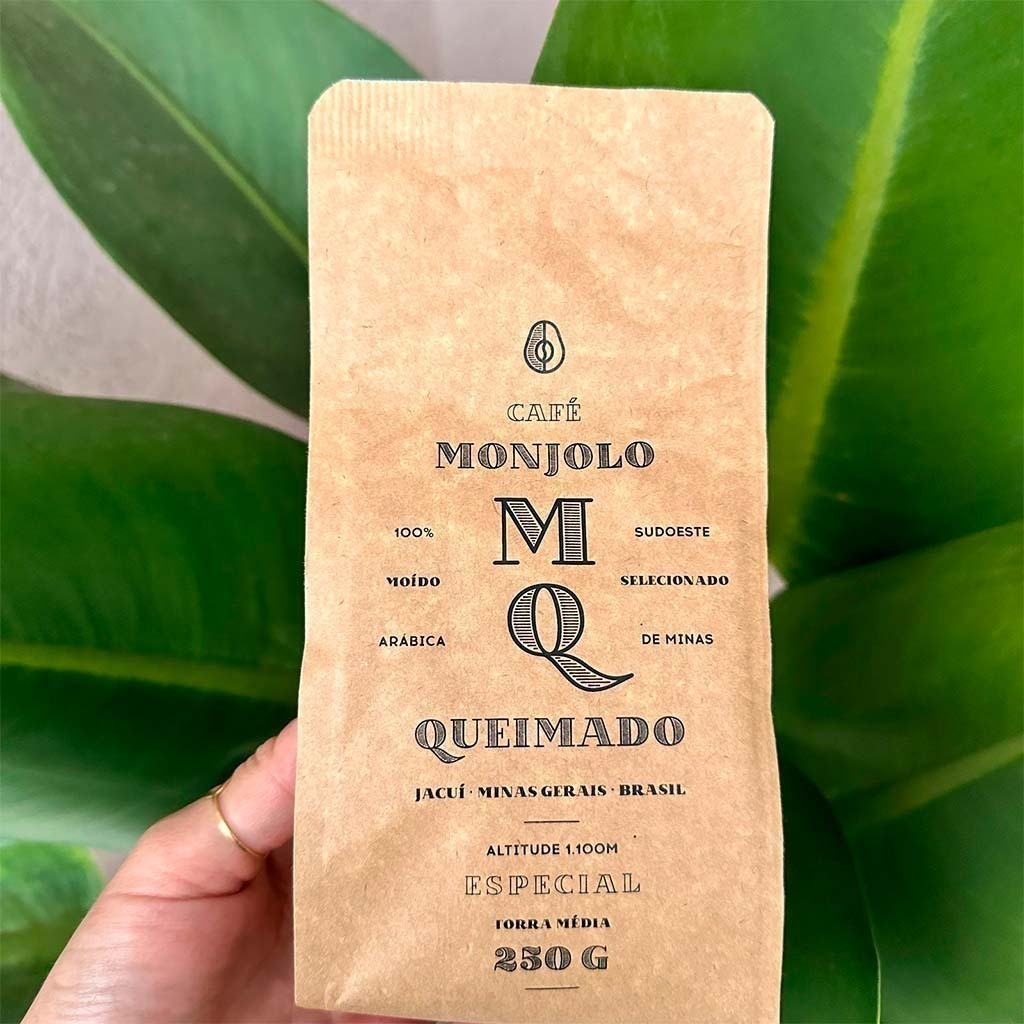 CAFÉ
MONJOLO
MQ
100%
MOÍDO
ARÁBICA
SUDOESTE
SELECIONADO
DE MINAS
QUEIMADO
JACUÍ · MINAS GERAIS · BRASIL
ALTITUDE 1.100M
ESPECIAL
TORRA MÉDIA
250 G